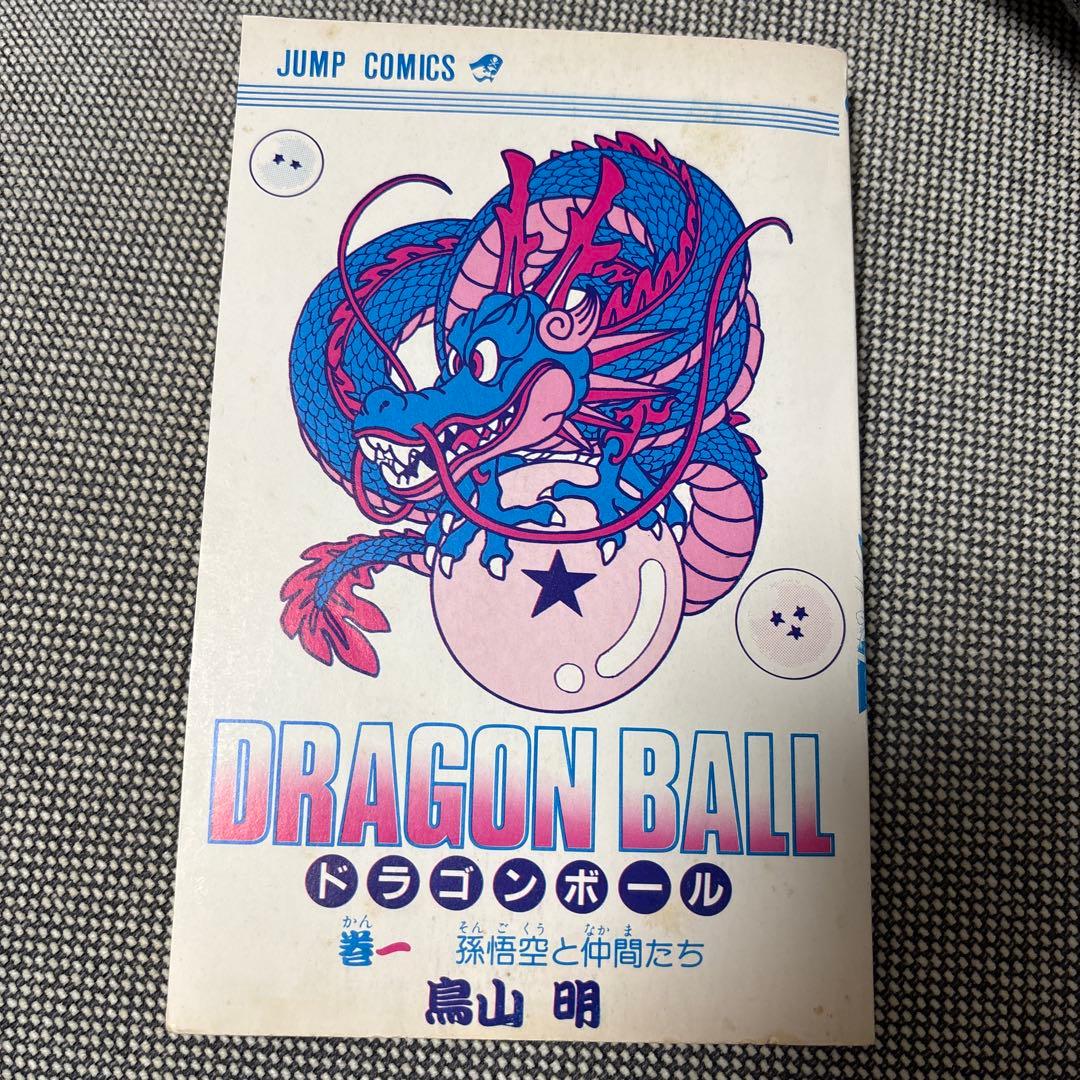 JUMP COMICS
DRAGON BALL
ドラゴンボール
かん そんごくう なかま
巻一 孫悟空と仲間たち
鳥山 明